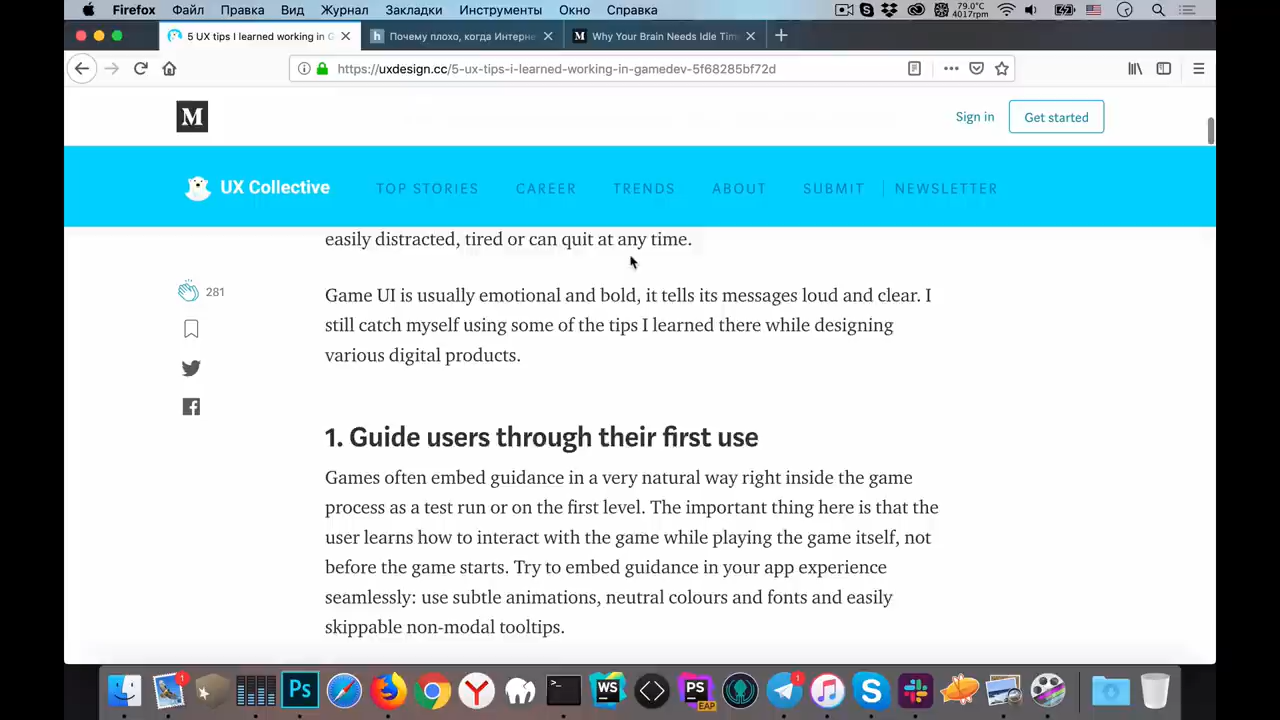 Firefox Файл Правка Вид Журнал Закладки Инструменты Окно Справка
79.0°C
4017rpm
5 UX tips I learned working in G
Почему плохо, когда Интерне
M Why Your Brain Needs Idle Tim
https://uxdesign.cc/5-ux-tips-i-learned-working-in-gamedev-5f68285bf72d
M
Sign in
Get started
UX Collective TOP STORIES CAREER TRENDS ABOUT SUBMIT NEWSLETTER
easily distracted, tired or can quit at any time.
281
Game UI is usually emotional and bold, it tells its messages loud and clear. I
still catch myself using some of the tips I learned there while designing
various digital products.
1. Guide users through their first use
Games often embed guidance in a very natural way right inside the game
process as a test run or on the first level. The important thing here is that the
user learns how to interact with the game while playing the game itself, not
before the game starts. Try to embed guidance in your app experience
seamlessly: use subtle animations, neutral colours and fonts and easily
skippable non-modal tooltips.
1
Ps
WS
PS
EAP
1